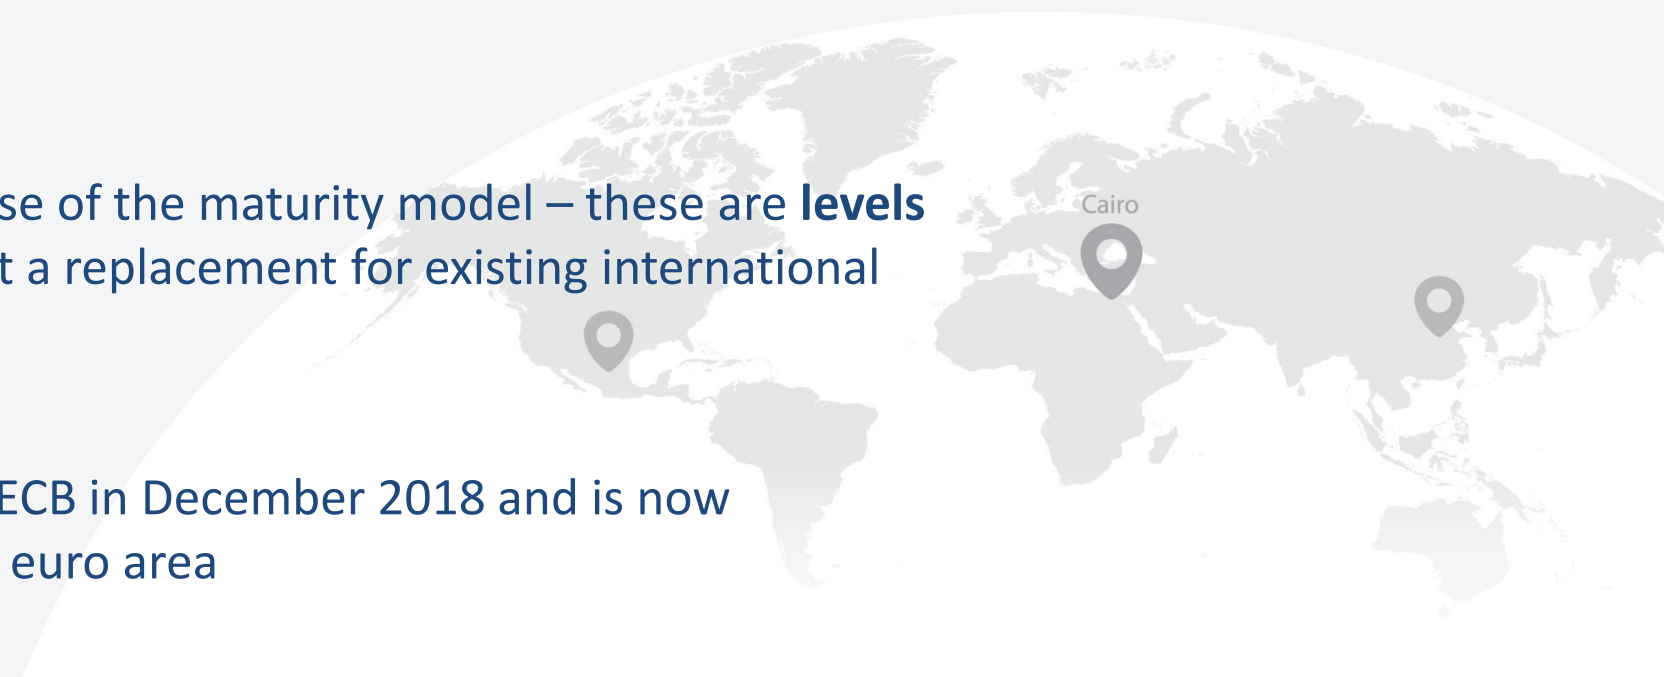 se of the maturity model – these are levels
t a replacement for existing international
Cairo
ECB in December 2018 and is now
euro area